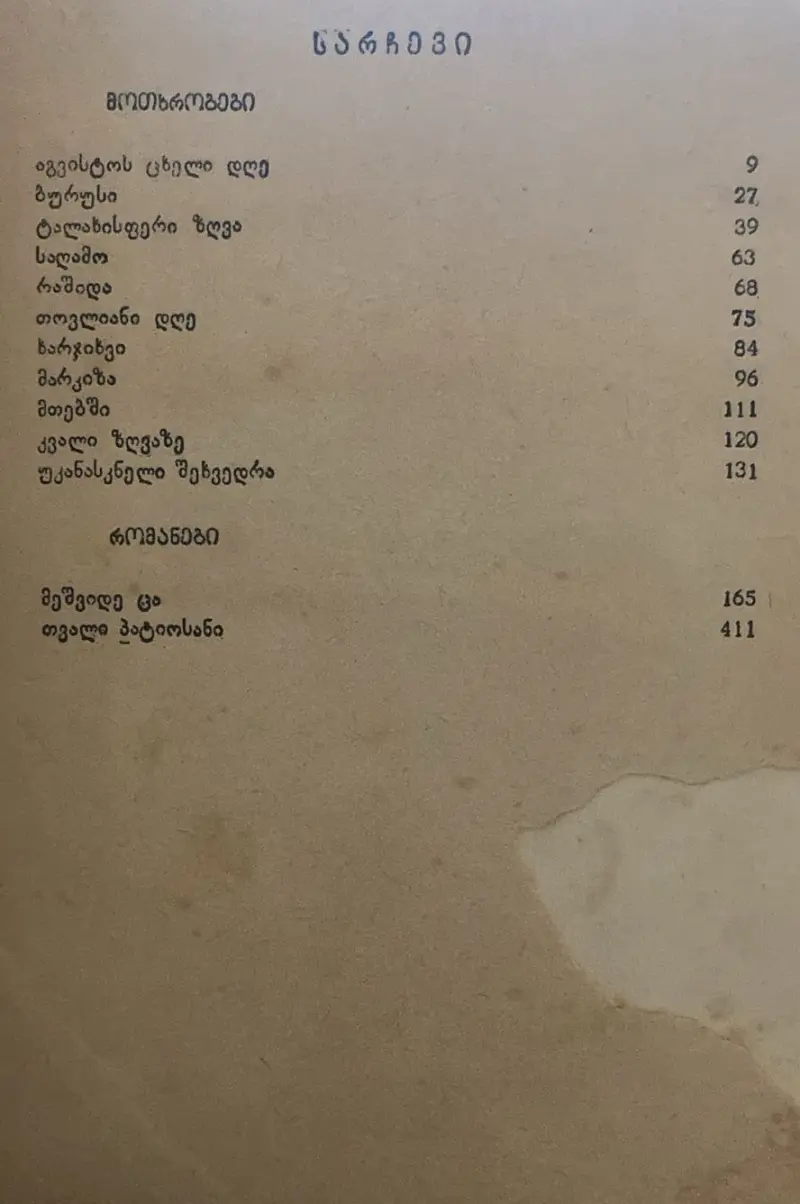 სარჩევი
მოთხრობები
აგვისტოს ცხელი დღე 9
ბურუსი 27
ტალახისფერი ზღვა 39
საღამო 63
რაშიდა 68
თოვლიანი დღე 75
ხარჯიხვი 84
მარკიზა 96
მთებში 111
კვალი ზღვაზე 120
უკანასკნელი შეხვედრა 131
რომანები
მეშვიდე ცა 165
თვალი პატიოსანი 411